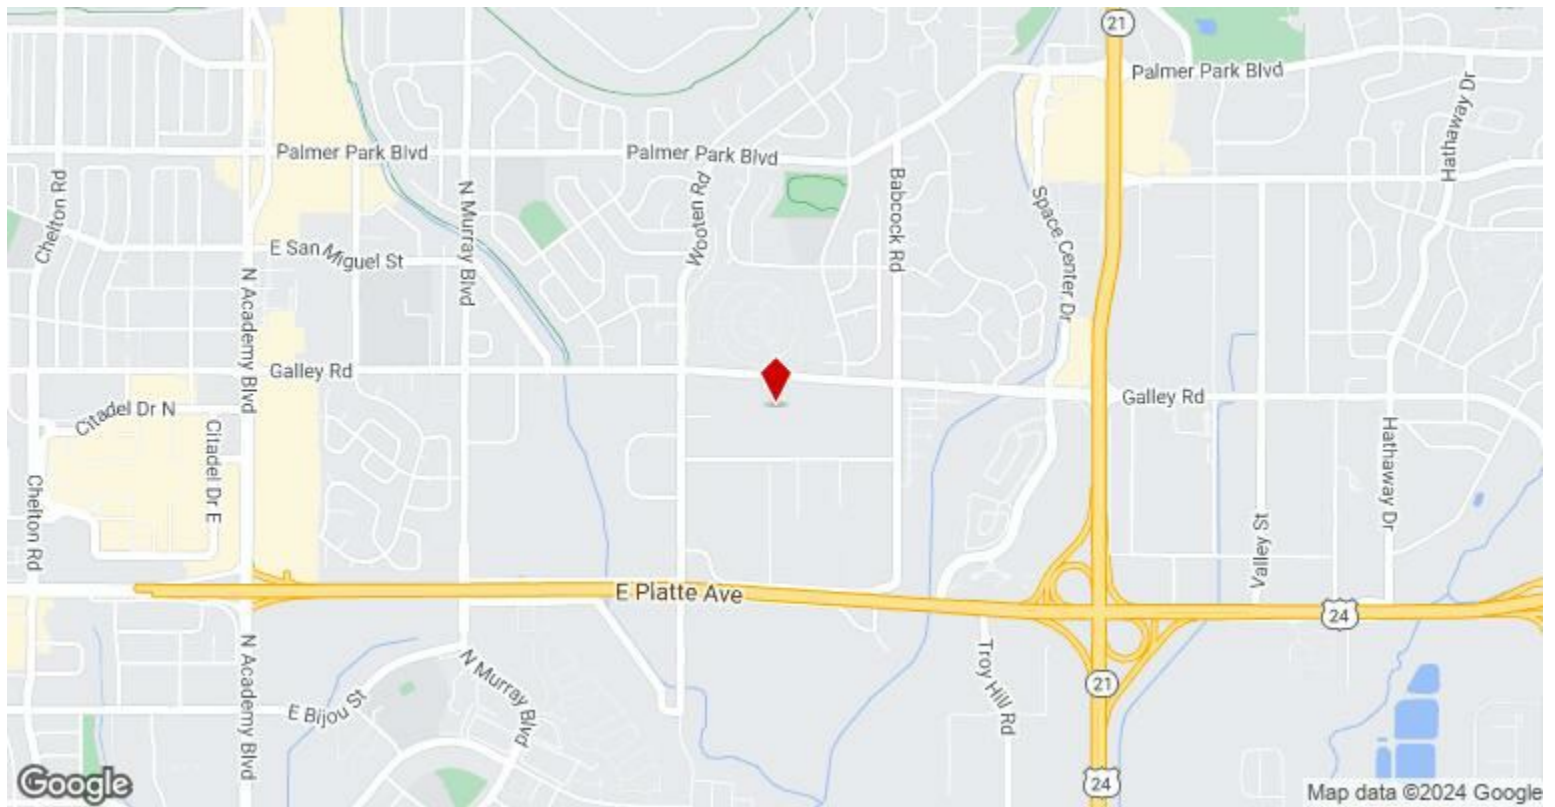 21
Palmer Park Blvd
Hathaway Dr
Palmer Park Blvd
Palmer Park Blvd
Chelton Rd
N Murray Blvd
Wootan Rd
Babcock Rd
Space Center Dr
E San Miguel St
N Academy Blvd
Galley Rd
Galley Rd
Citadel Dr N
Citadel Dr E
Hathaway Dr
Chelton Rd
Valley St
E Platte Ave
24
N Academy Blvd
N Murray Blvd
Troy Hill Rd
21
E Bijou St
24
Google
Map data ©2024 Google